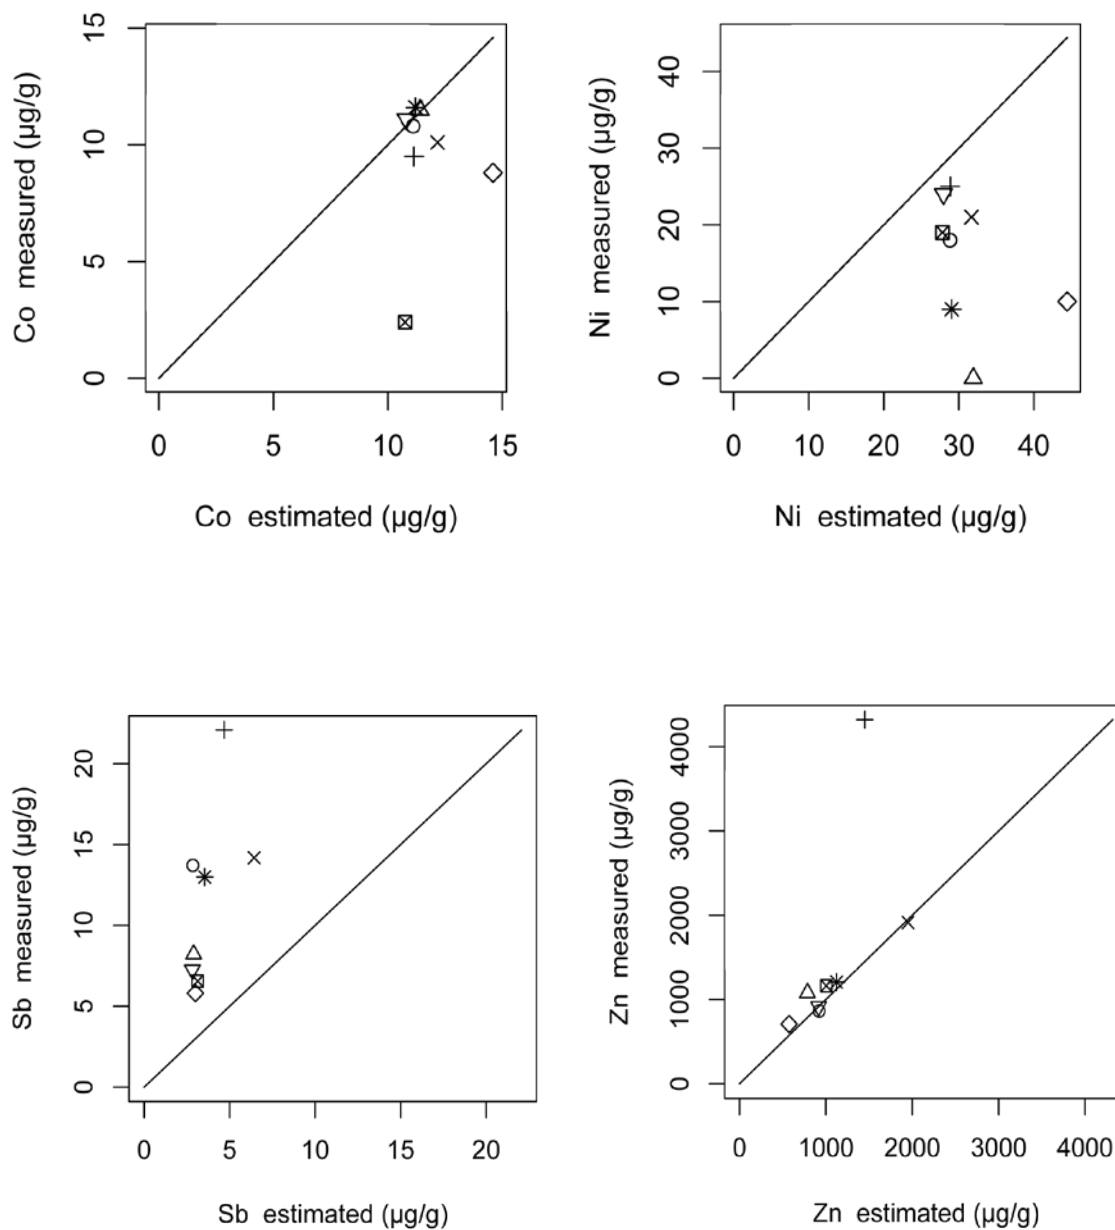 Co measured (µg/g)
15
10
5
0
0 5 10 15
Co estimated (µg/g)
Ni measured (µg/g)
40
30
20
10
0
0 10 20 30 40
Ni estimated (µg/g)
Sb measured (µg/g)
20
15
10
5
0
0 5 10 15 20
Sb estimated (µg/g)
Zn measured (µg/g)
4000
3000
2000
1000
0
0 1000 2000 3000 4000
Zn estimated (µg/g)